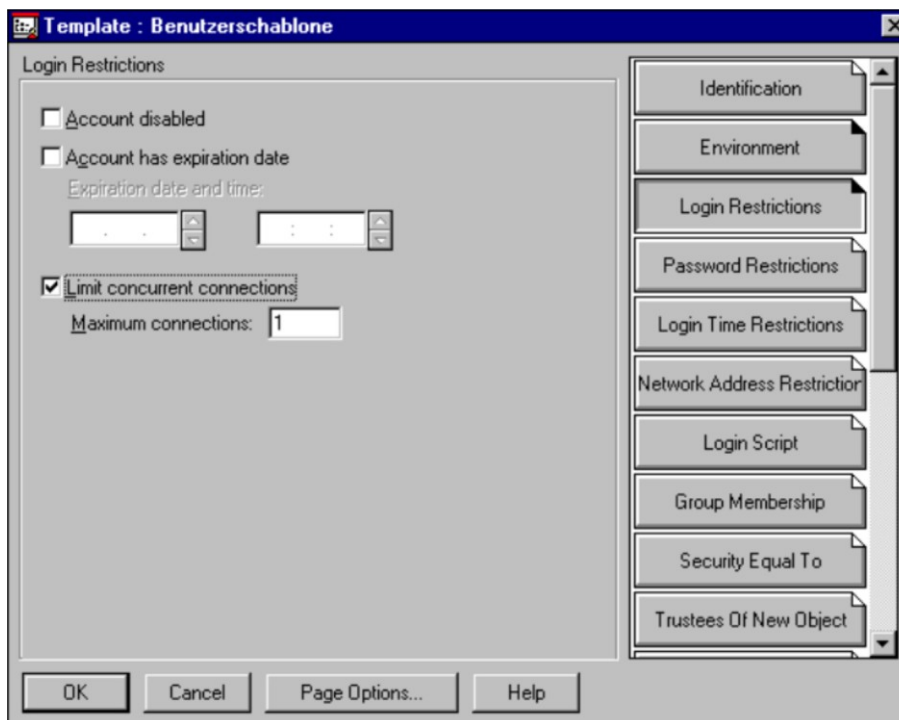 Template : Benutzerschablone
Login Restrictions
Account disabled
Account has expiration date
Expiration date and time:
. . : :
Limit concurrent connections
Maximum connections: 1
Identification
Environment
Login Restrictions
Password Restrictions
Login Time Restrictions
Network Address Restriction
Login Script
Group Membership
Security Equal To
Trustees Of New Object
OK Cancel Page Options... Help